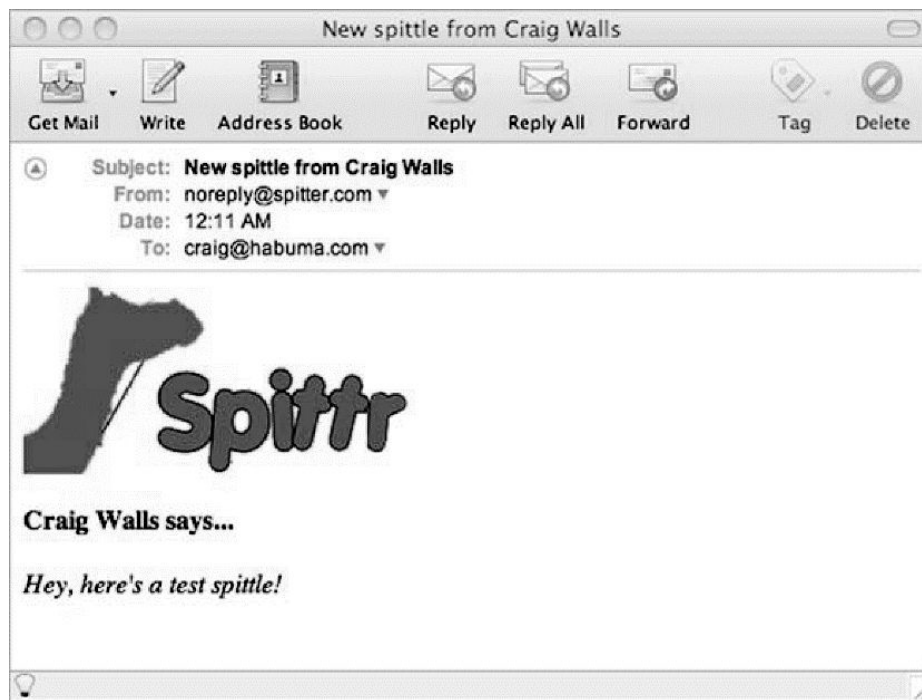 New spittle from Craig Walls
Get Mail Write Address Book Reply Reply All Forward Tag Delete
Subject: New spittle from Craig Walls
From: noreply@spitter.com
Date: 12:11 AM
To: craig@habuma.com
Spittr
Craig Walls says...
Hey, here's a test spittle!